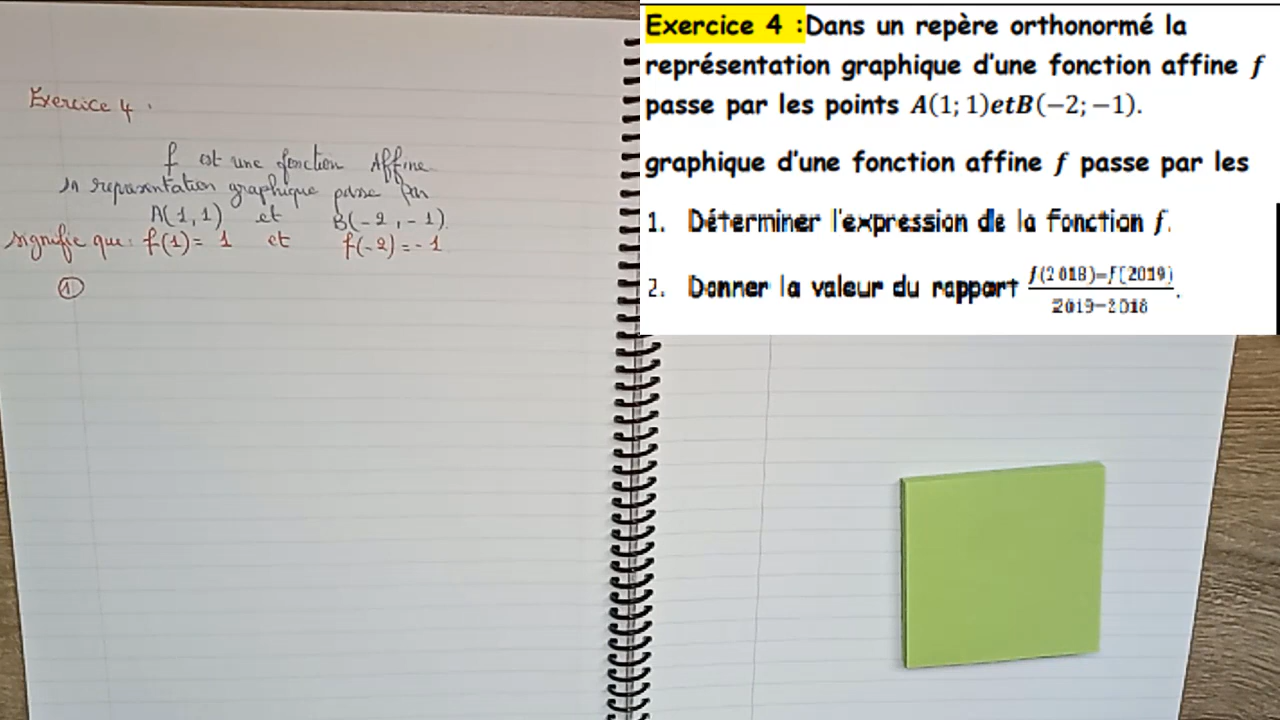 Exercice 4 :
f est une fonction Affine
sa représentation graphique passe par
A(1,1) et B(-2,-1).
signifie que: f(1)= 1 et f(-2)=-1
①
Exercice 4 :Dans un repère orthonormé la
représentation graphique d'une fonction affine f
passe par les points A(1; 1)etB(−2; −1).
graphique d'une fonction affine f passe par les
1. Déterminer l'expression de la fonction f.
2. Donner la valeur du rapport f(2018)−f(2019) / 2019−2018.